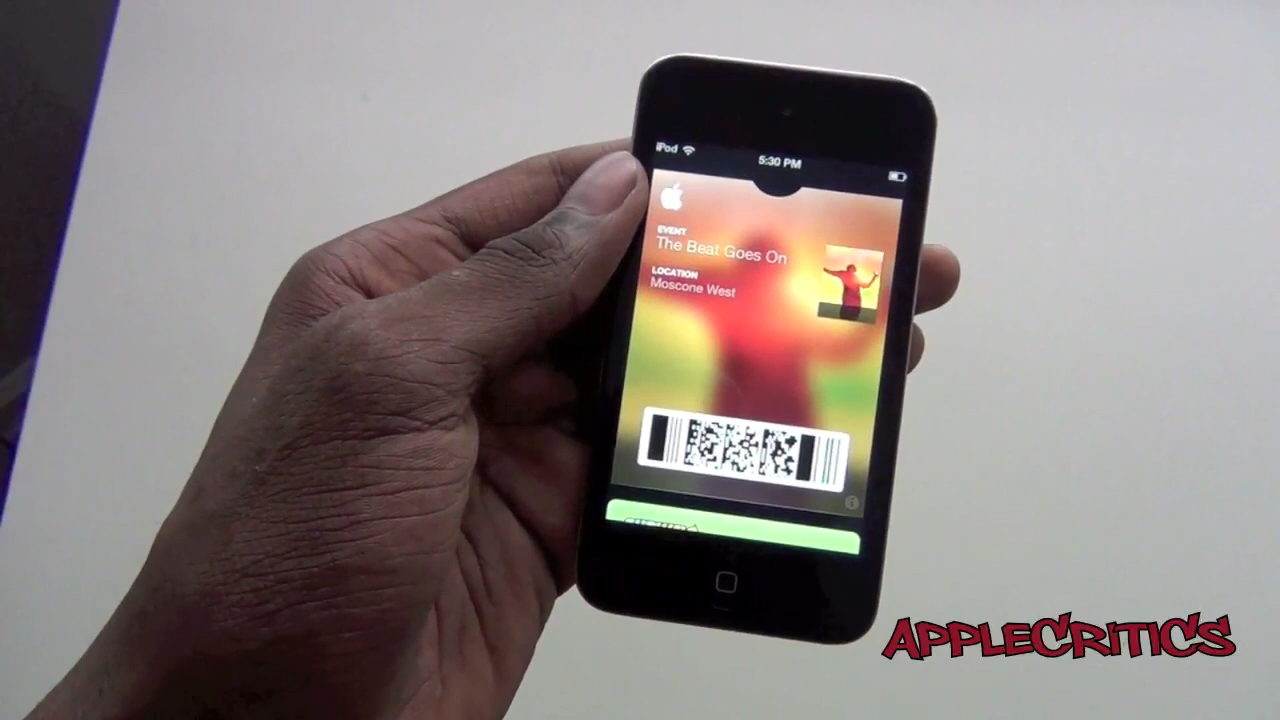 iPod 5:30 PM
EVENT
The Beat Goes On
LOCATION
Moscone West
APPLECRITICS